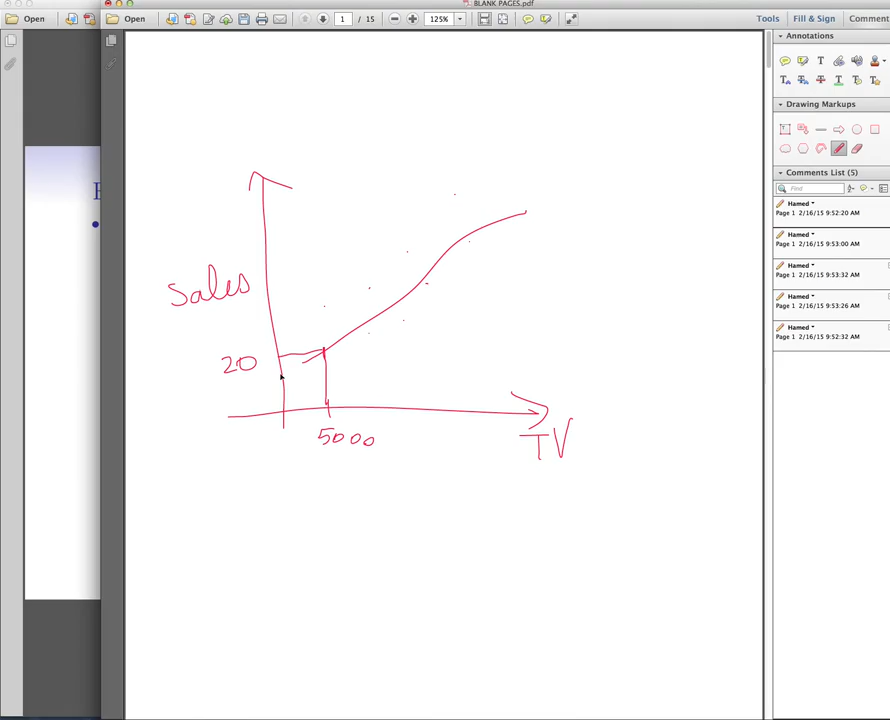 BLANK PAGES.pdf
Open
Open
1 / 15
125%
Tools
Fill & Sign
Comment
Annotations
T
Drawing Markups
Comments List (5)
Find
Hamed
Page 1 2/16/15 9:52:20 AM
Hamed
Page 1 2/16/15 9:53:00 AM
Hamed
Page 1 2/16/15 9:53:32 AM
Hamed
Page 1 2/16/15 9:53:26 AM
Hamed
Page 1 2/16/15 9:52:32 AM
Sales
20
5000
TV